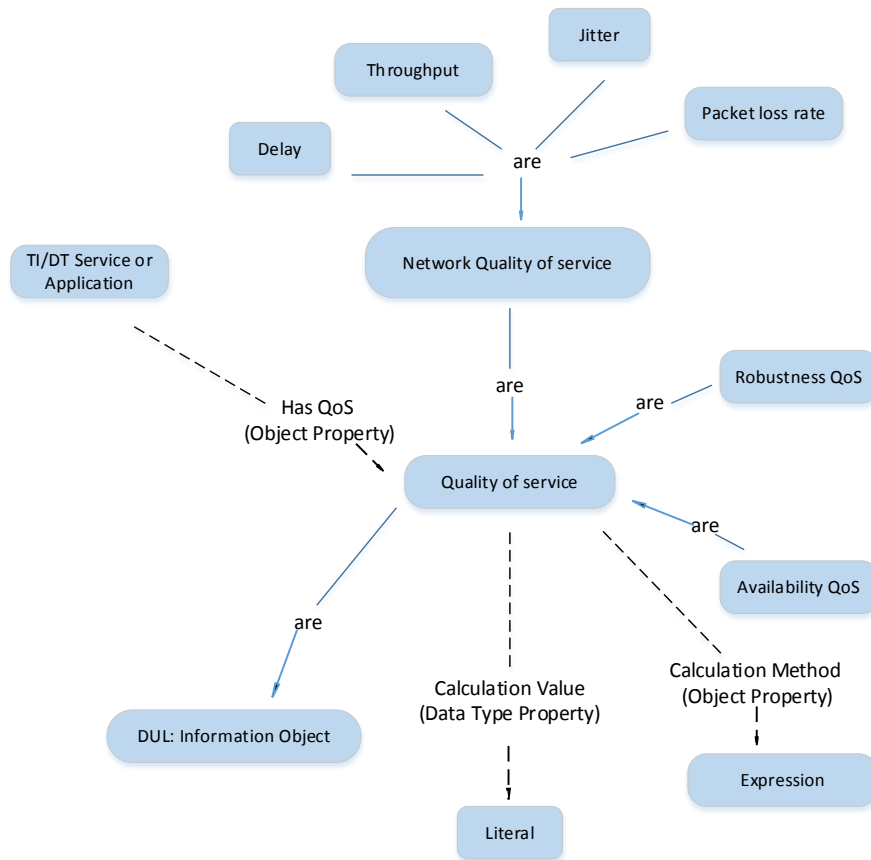 Jitter
Throughput
Packet loss rate
Delay
are
Network Quality of service
TI/DT Service or
Application
are
Robustness QoS
are
Has QoS
(Object Property)
Quality of service
are
Availability QoS
are
Calculation Method
(Object Property)
Calculation Value
(Data Type Property)
DUL: Information Object
Expression
Literal